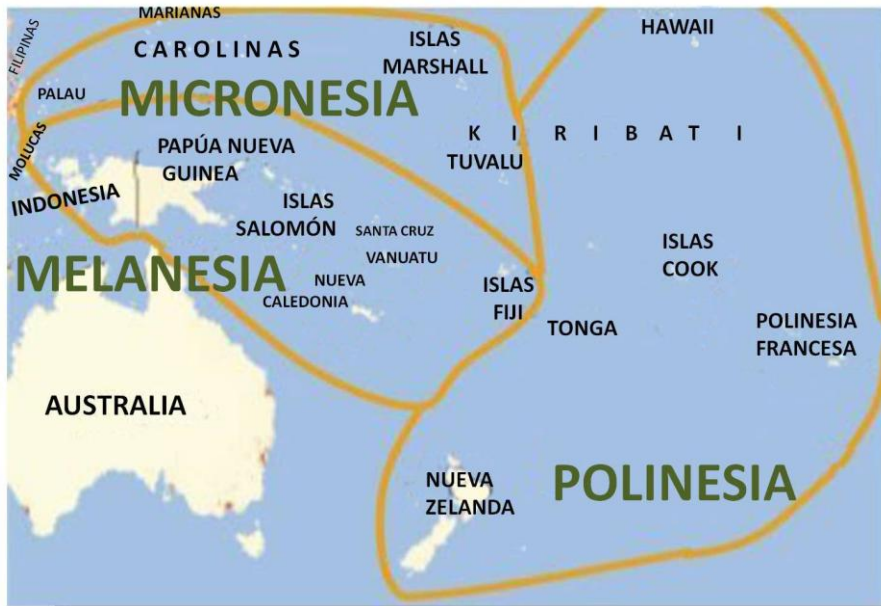 MARIANAS
HAWAII
FILIPINAS
CAROLINAS
ISLAS
MARSHALL
PALAU
MICRONESIA
MOLUCAS
KIRIBATI
PAPÚA NUEVA
GUINEA
TUVALU
INDONESIA
ISLAS
SALOMÓN
SANTA CRUZ
VANUATU
ISLAS
COOK
MELANESIA
NUEVA
CALEDONIA
ISLAS
FIJI
TONGA
POLINESIA
FRANCESA
AUSTRALIA
NUEVA
ZELANDA
POLINESIA